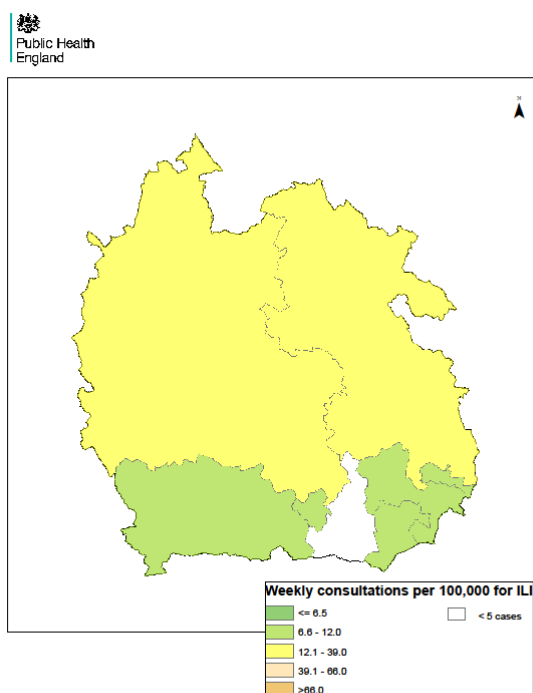 Public Health
England
N
Weekly consultations per 100,000 for ILI
<= 6.5
< 5 cases
6.6 - 12.0
12.1 - 39.0
39.1 - 66.0
>66.0